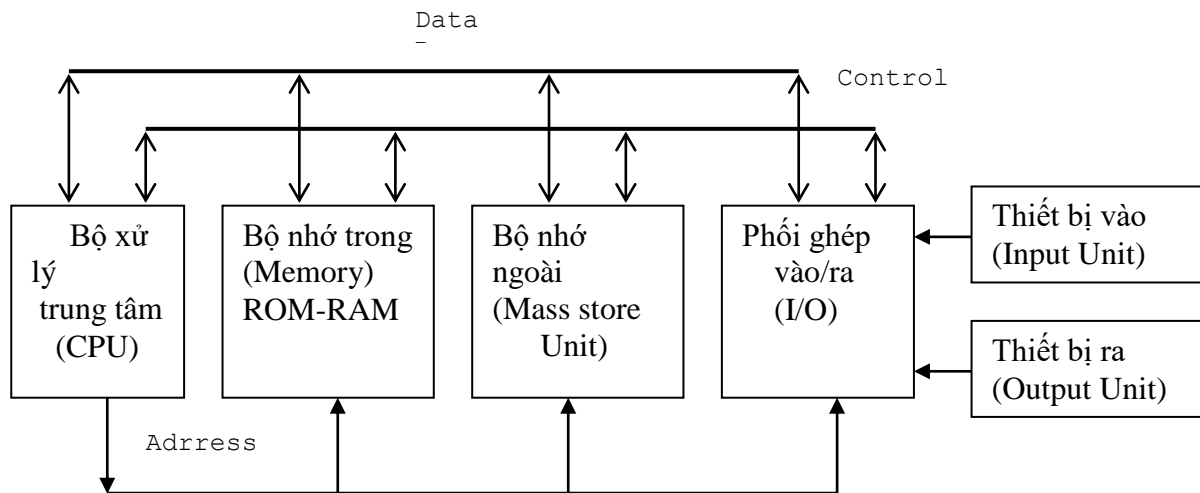 Data
Control
Bộ xử
lý
trung tâm
(CPU)
Bộ nhớ trong
(Memory)
ROM-RAM
Bộ nhớ
ngoài
(Mass store
Unit)
Phối ghép
vào/ra
(I/O)
Thiết bị vào
(Input Unit)
Thiết bị ra
(Output Unit)
Adrress